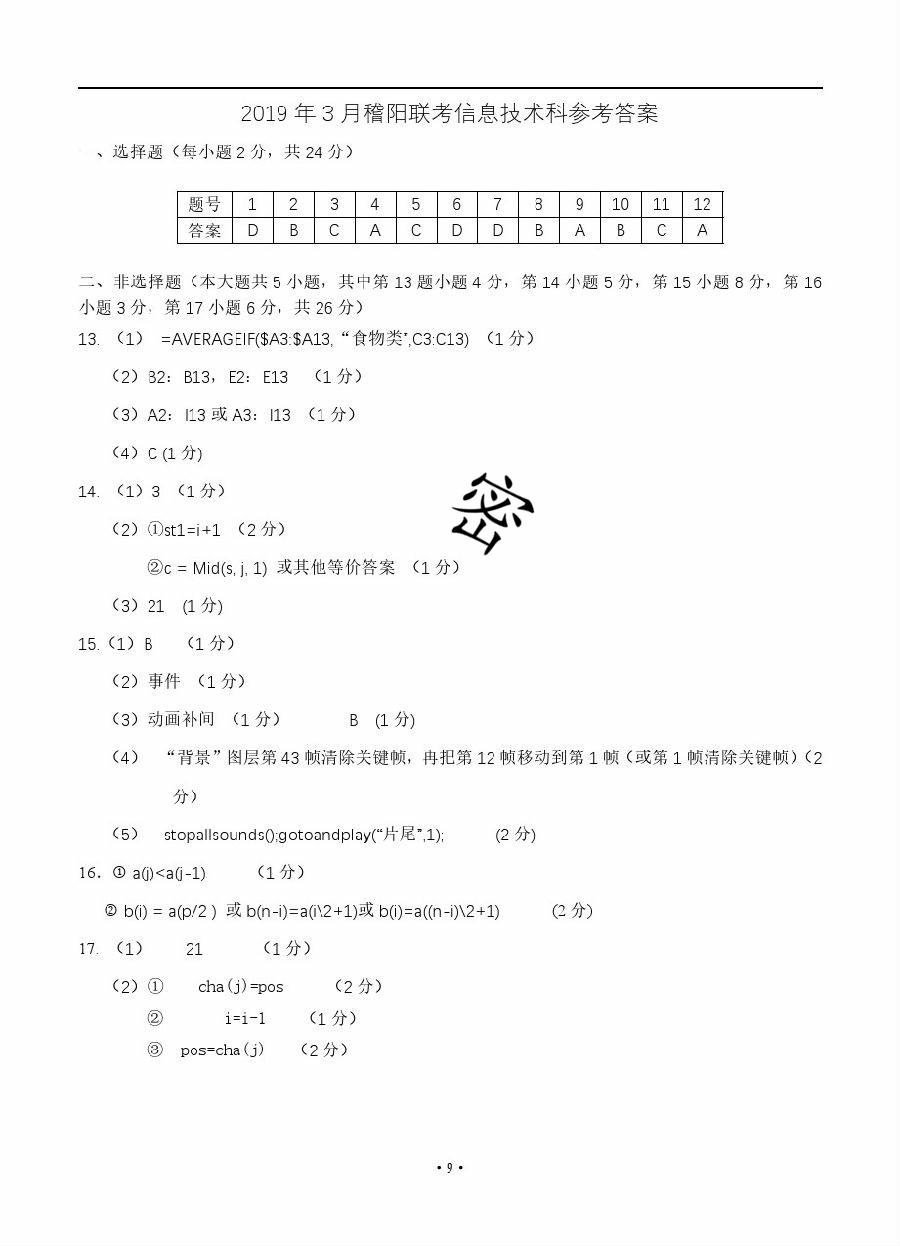 2019 年 3 月稽阳联考信息技术科参考答案
、选择题（每小题 2 分，共 24 分）
题号 1 2 3 4 5 6 7 8 9 10 11 12
答案 D B C A C D D B A B C A
二、非选择题（本大题共 5 小题，其中第 13 题小题 4 分，第 14 小题 5 分，第 15 小题 8 分，第 16
小题 3 分，第 17 小题 6 分，共 26 分）
13. （1） =AVERAGEIF($A3:$A13,“食物类”,C3:C13) （1 分）
（2）B2：B13，E2：E13 （1 分）
（3）A2：I13 或 A3：I13 （1 分）
（4）C (1 分)
14. （1）3 （1 分）
（2）①st1=i+1 （2 分）
密
②c = Mid(s, j, 1) 或其他等价答案 （1 分）
（3）21 (1 分)
15.（1）B （1 分）
（2）事件 （1 分）
（3）动画补间 （1 分） B (1 分)
（4） “背景”图层第 43 帧清除关键帧，再把第 12 帧移动到第 1 帧（或第 1 帧清除关键帧）（2
分）
（5） stopallsounds();gotoandplay(“片尾”,1); (2 分)
16. ① a(j)<a(j-1) （1 分）
② b(i) = a(p/2 ) 或 b(n-i)=a(i\2+1)或 b(i)=a((n-i)\2+1) (2 分)
17. （1） 21 （1 分）
（2）① cha(j)=pos （2 分）
② i=i-1 （1 分）
③ pos=cha(j) （2 分）
• 9 •